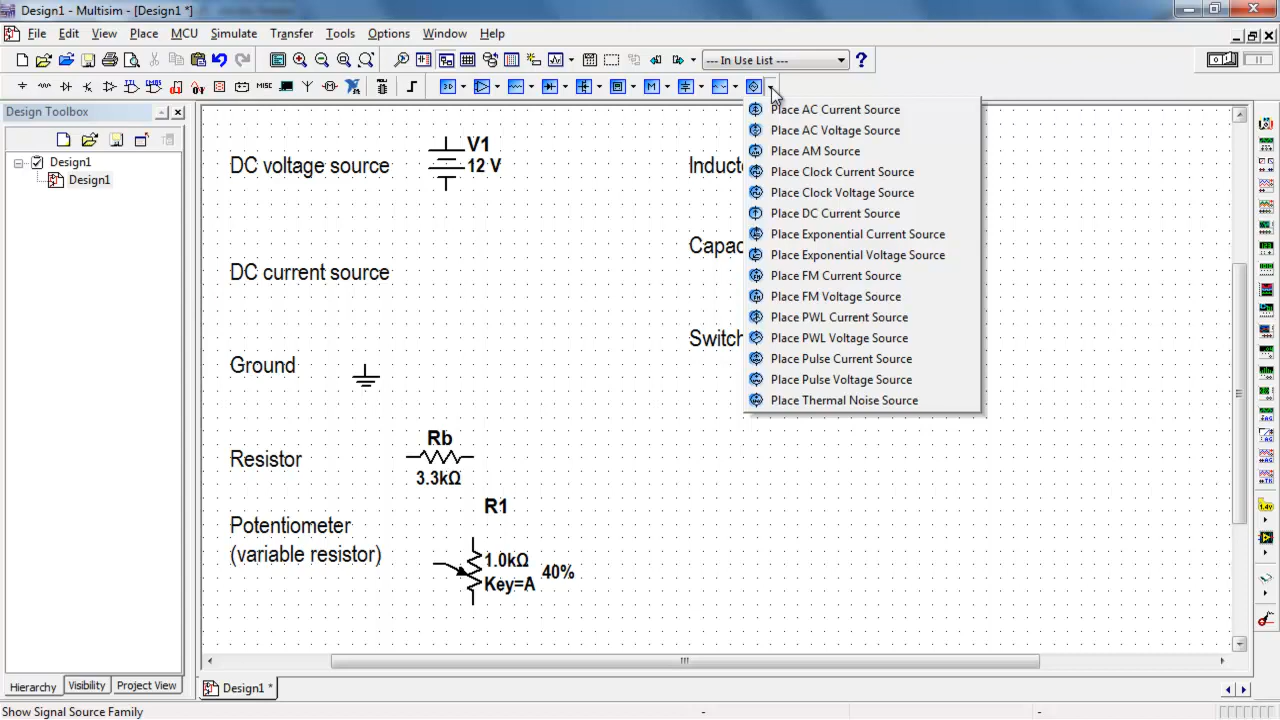 Design1 - Multisim - [Design1 *]
File Edit View Place MCU Simulate Transfer Tools Options Window Help
--- In Use List ---
Design Toolbox
Design1
Design1
DC voltage source
V1
12 V
DC current source
Ground
Resistor
Rb
3.3kΩ
Potentiometer
(variable resistor)
R1
1.0kΩ
Key=A
40%
Place AC Current Source
Place AC Voltage Source
Place AM Source
Place Clock Current Source
Place Clock Voltage Source
Place DC Current Source
Place Exponential Current Source
Place Exponential Voltage Source
Place FM Current Source
Place FM Voltage Source
Place PWL Current Source
Place PWL Voltage Source
Place Pulse Current Source
Place Pulse Voltage Source
Place Thermal Noise Source
Inducto
Capac
Switch
Hierarchy Visibility Project View
Design1 *
Show Signal Source Family